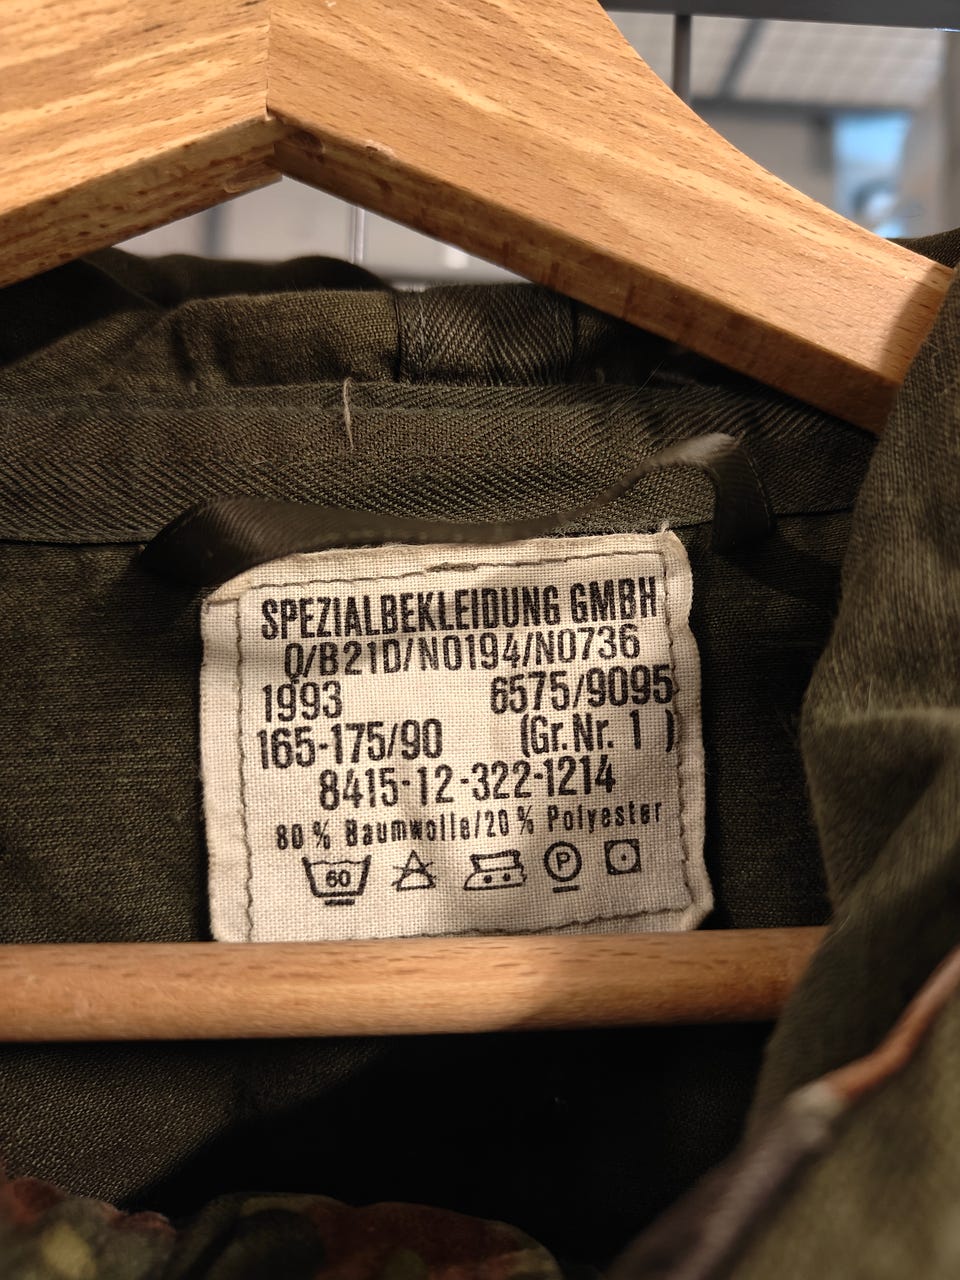 SPEZIALBEKLEIDUNG GMBH
Q/B21D/N0194/N0736
1993 6575/9095
165-175/90 (Gr.Nr. 1 )
8415-12-322-1214
80 % Baumwolle/20 % Polyester
60 P